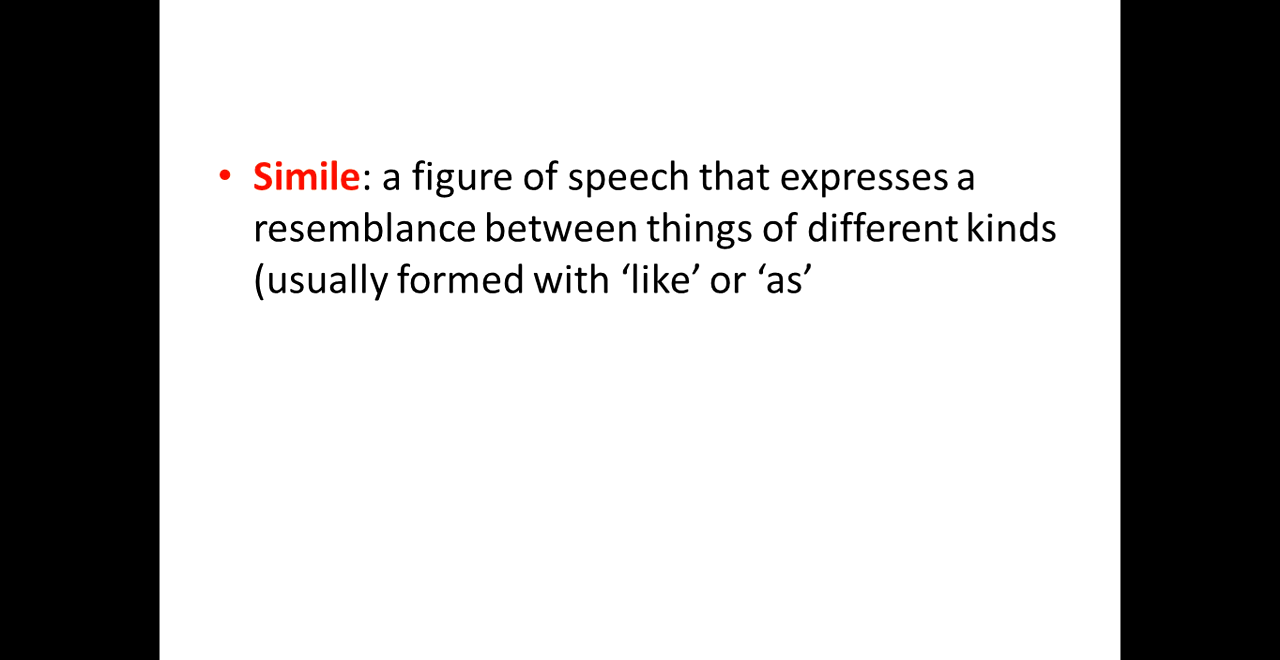 • Simile: a figure of speech that expresses a
resemblance between things of different kinds
(usually formed with ‘like’ or ‘as’